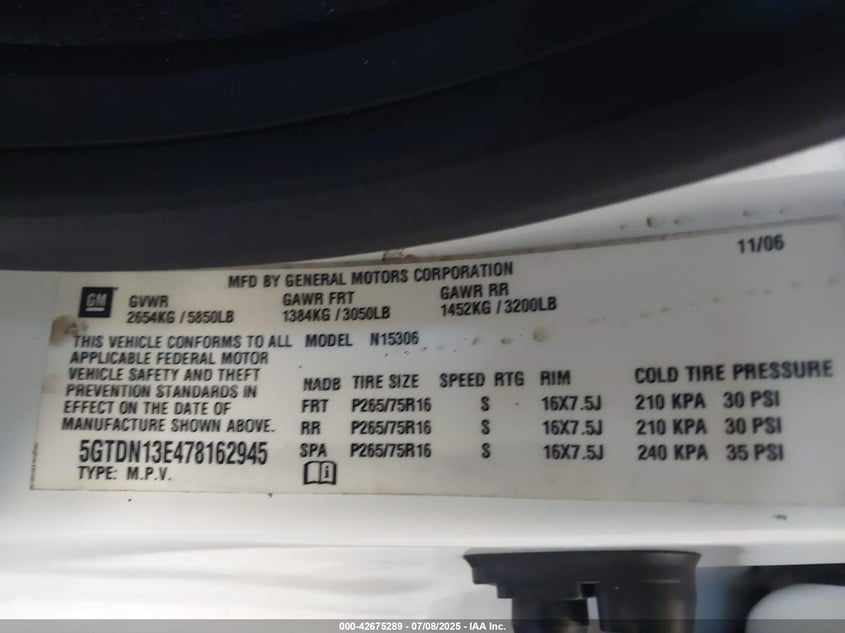 11/06
MFD BY GENERAL MOTORS CORPORATION
GM
GVWR GAWR FRT GAWR RR
2654KG / 5850LB 1384KG / 3050LB 1452KG / 3200LB
THIS VEHICLE CONFORMS TO ALL MODEL N15306
APPLICABLE FEDERAL MOTOR
VEHICLE SAFETY AND THEFT
PREVENTION STANDARDS IN
EFFECT ON THE DATE OF
MANUFACTURE SHOWN ABOVE.
5GTDN13E478162945
TYPE: M.P.V.
NADB TIRE SIZE SPEED RTG RIM COLD TIRE PRESSURE
FRT P265/75R16 S 16X7.5J 210 KPA 30 PSI
RR P265/75R16 S 16X7.5J 210 KPA 30 PSI
SPA P265/75R16 S 16X7.5J 240 KPA 35 PSI
000-42675289 - 07/08/2025 - IAA Inc.